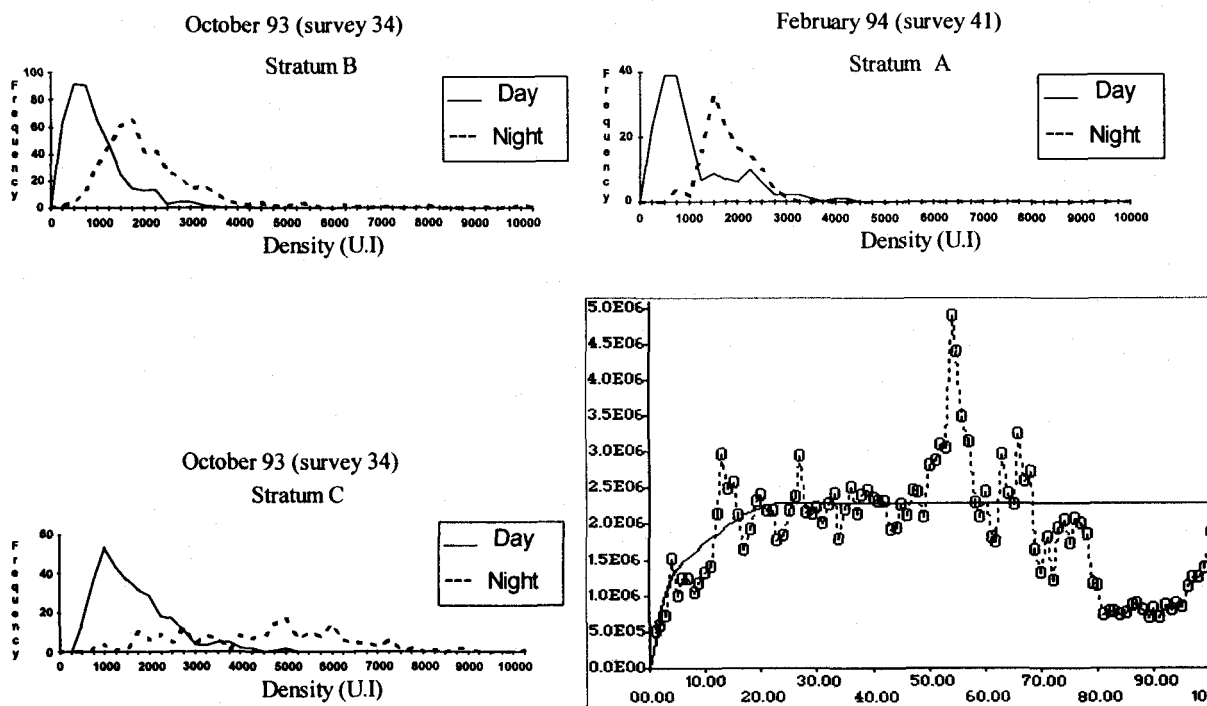 October 93 (survey 34)
Stratum B
Frequency
100
80
60
40
20
0
0 1000 2000 3000 4000 5000 6000 7000 8000 9000 10000
Density (U.I)
Day
Night
February 94 (survey 41)
Stratum A
Frequency
40
20
0
0 1000 2000 3000 4000 5000 6000 7000 8000 9000 10000
Density (U.I)
Day
Night
October 93 (survey 34)
Stratum C
Frequency
60
40
20
0
0 1000 2000 3000 4000 5000 6000 7000 8000 9000 10000
Density (U.I)
Day
Night
5.0E06
4.5E06
4.0E06
3.5E06
3.0E06
2.5E06
2.0E06
1.5E06
1.0E06
5.0E05
0.0E00
10.00 30.00 50.00 70.00 90.00
00.00 20.00 40.00 60.00 80.00 10